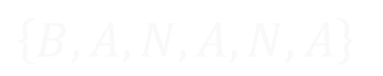 {B, A, N, A, N, A}